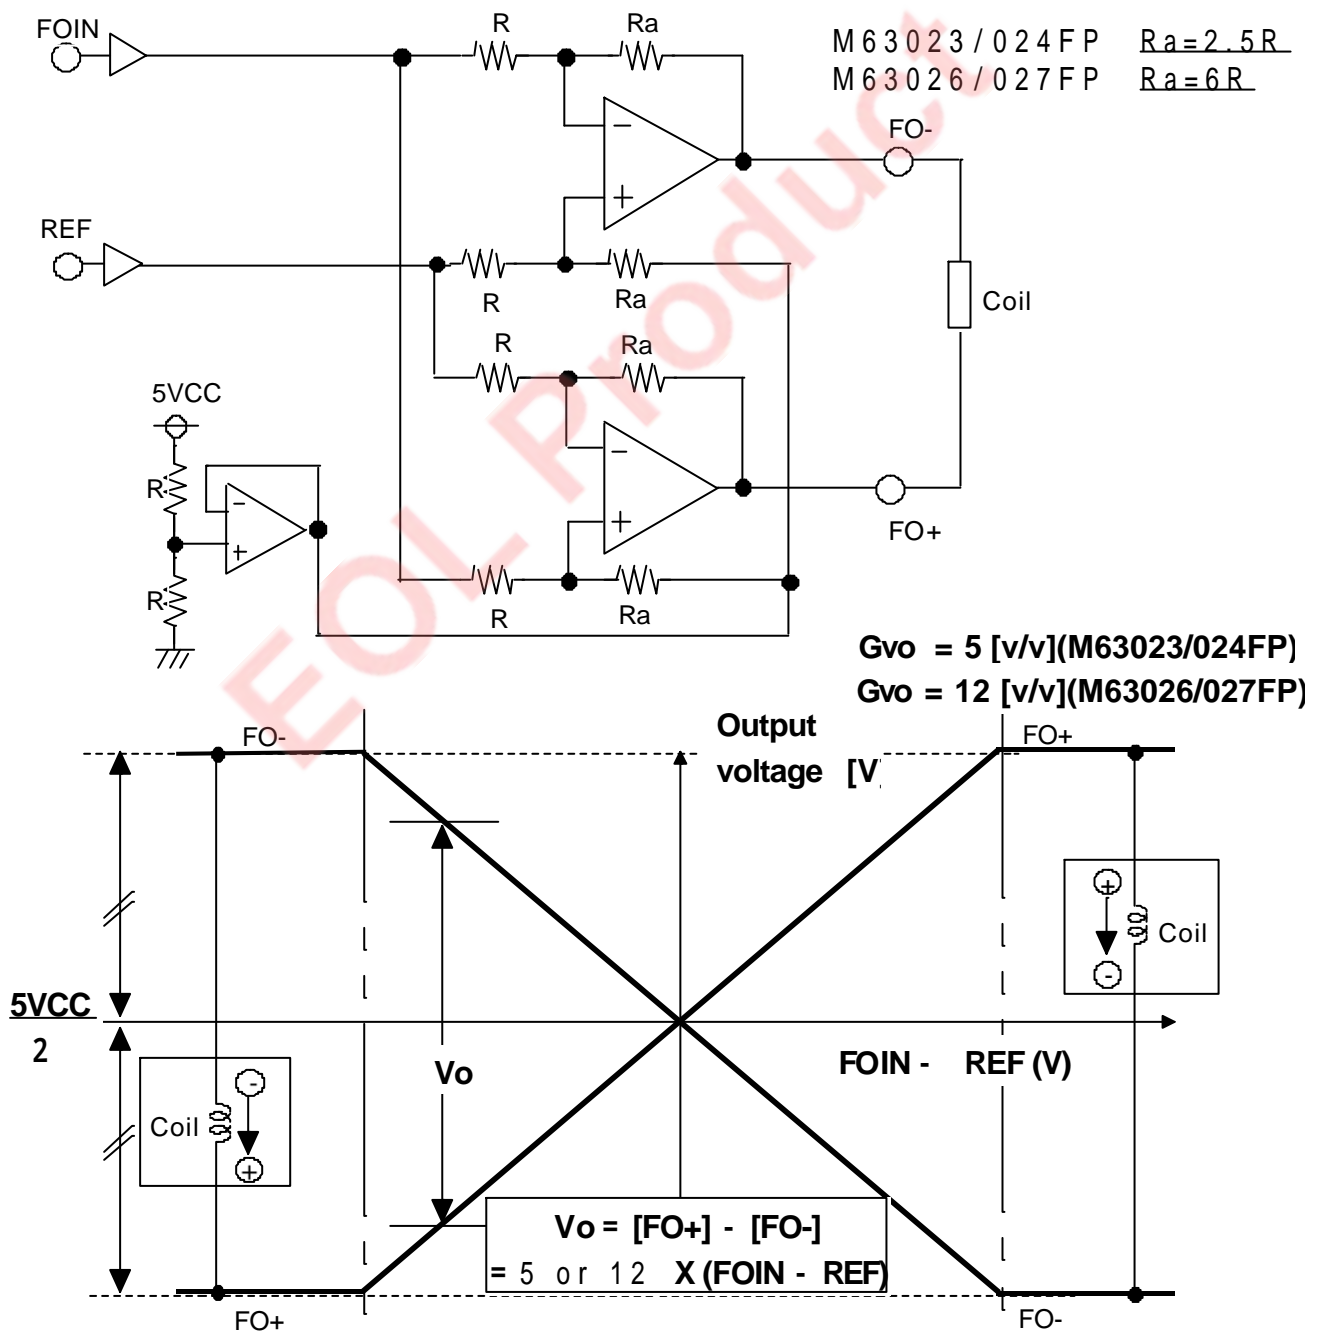 FOIN
R
Ra
M63023/024FP Ra=2.5R
M63026/027FP Ra=6R
FO-
−
+
REF
R
Ra
Coil
R
Ra
5VCC
R
−
+
−
+
FO+
R
R
Ra
Gvo = 5 [v/v](M63023/024FP)
Gvo = 12 [v/v](M63026/027FP)
EOL Product
FO-
Output
voltage [V]
FO+
+
Coil
-
5VCC
2
Vo
FOIN - REF (V)
-
Coil
+
Vo = [FO+] - [FO-]
= 5 or 12 X (FOIN - REF)
FO+
FO-